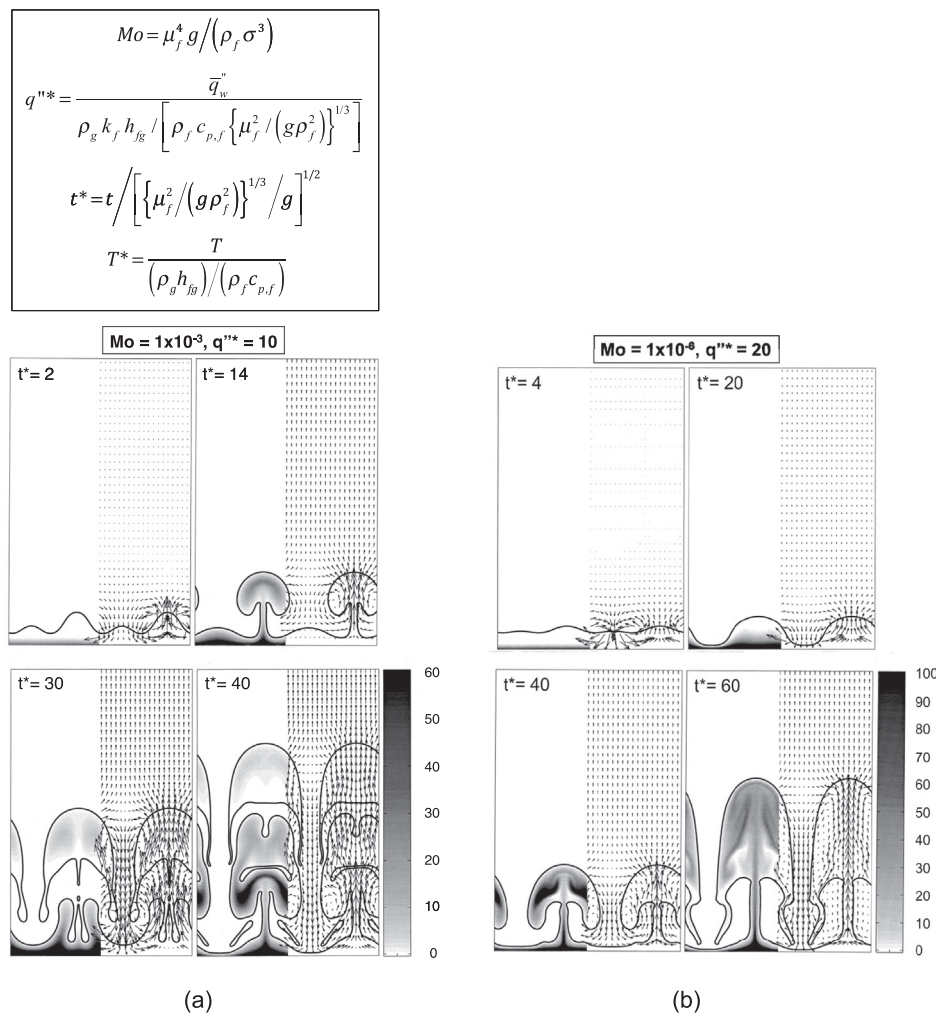 Mo = μ_f^4 g/(ρ_f σ^3)
q"* = q̅_w" / ρ_g k_f h_fg / [ρ_f c_p,f {μ_f^2 / (gρ_f^2)}^1/3]
t* = t/[{μ_f^2/(gρ_f^2)}^1/3/g]^1/2
T* = T / (ρ_g h_fg)/(ρ_f c_p,f)
Mo = 1x10-3, q"* = 10
t*= 2
t*= 14
t*= 30
t*= 40
60
50
40
30
20
10
0
(a)
Mo = 1x10-6, q"* = 20
t*= 4
t*= 20
t*= 40
t*= 60
100
90
80
70
60
50
40
30
20
10
0
(b)